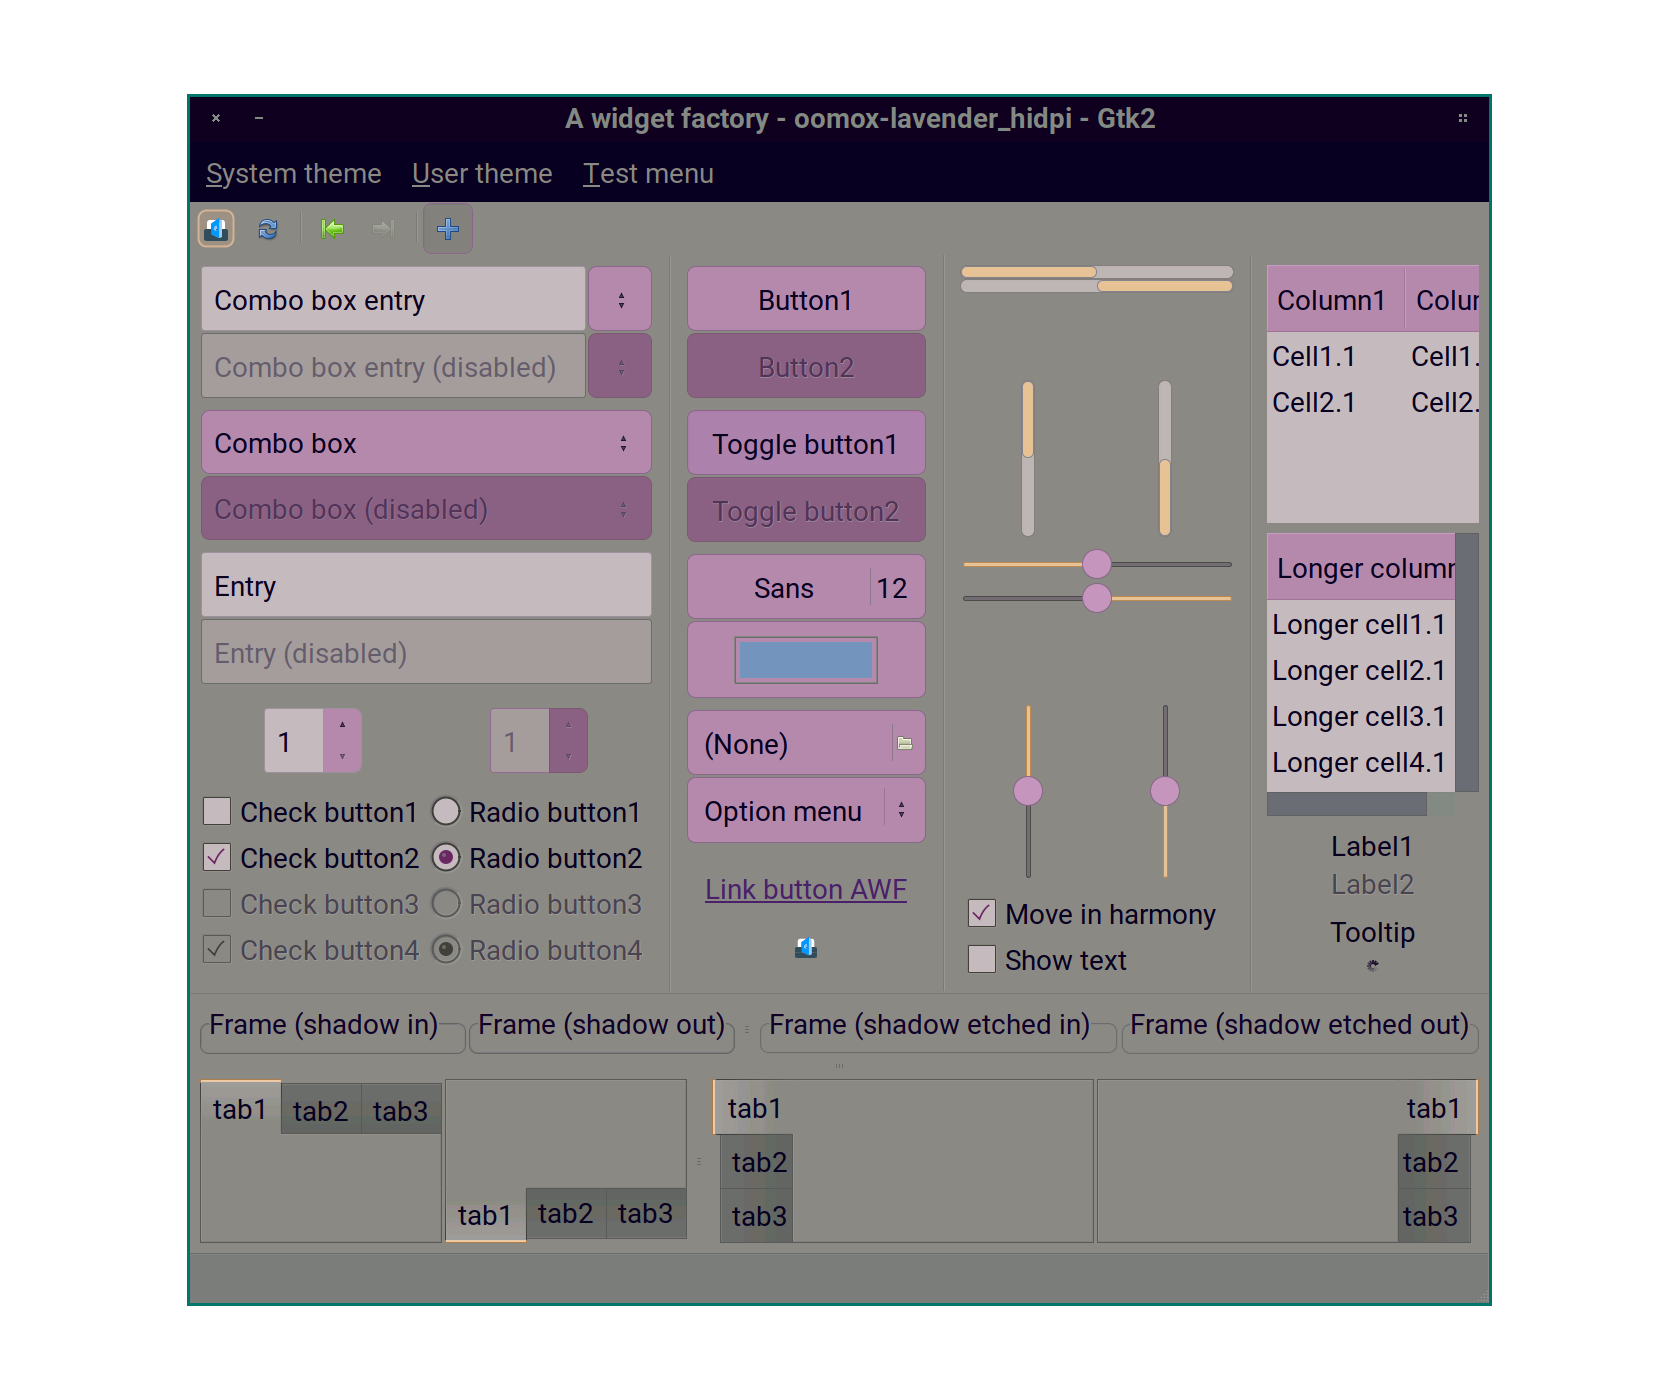 A widget factory - oomox-lavender_hidpi - Gtk2
System theme User theme Test menu
Combo box entry
Combo box entry (disabled)
Combo box
Combo box (disabled)
Entry
Entry (disabled)
1 1
Check button1 Radio button1
Check button2 Radio button2
Check button3 Radio button3
Check button4 Radio button4
Button1
Button2
Toggle button1
Toggle button2
Sans 12
(None)
Option menu
Link button AWF
Move in harmony
Show text
Column1 Colur
Cell1.1 Cell1.
Cell2.1 Cell2.
Longer column
Longer cell1.1
Longer cell2.1
Longer cell3.1
Longer cell4.1
Label1
Label2
Tooltip
Frame (shadow in) Frame (shadow out) Frame (shadow etched in) Frame (shadow etched out)
tab1 tab2 tab3
tab1 tab2 tab3
tab1
tab2
tab3
tab1
tab2
tab3